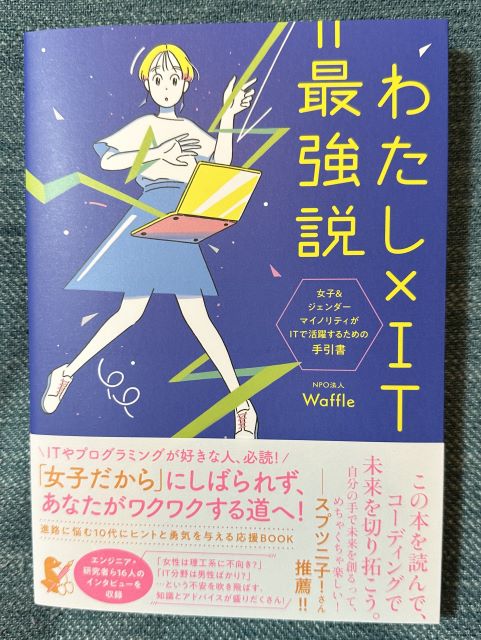 わたし×IT
＝最強説
女子&
ジェンダー
マイノリティが
ITで活躍するための
手引書
NPO法人
Waffle
ITやプログラミングが好きな人、必読!
「女子だから」にしばられず、
あなたがワクワクする道へ!
進路に悩む10代にヒントと勇気を与える応援BOOK
エンジニア・
研究者ら16人の
インタビューを
収録
「女性は理工系に不向き?」
「IT分野は男性ばかり?」
―という不安を吹き飛ばす、
知識とアドバイスが盛りだくさん!
この本を読んで、
コーディングで
未来を切り拓こう。
自分の手で未来を創るって、
めちゃくちゃ楽しい!
――スプツニ子!さん
推薦!!